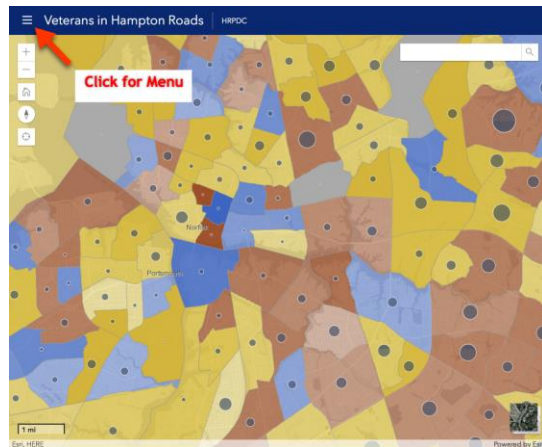 Veterans in Hampton Roads HRPDC
Click for Menu
Norfolk
Portsmouth
1 mi
Esri, HERE
Powered by Esri